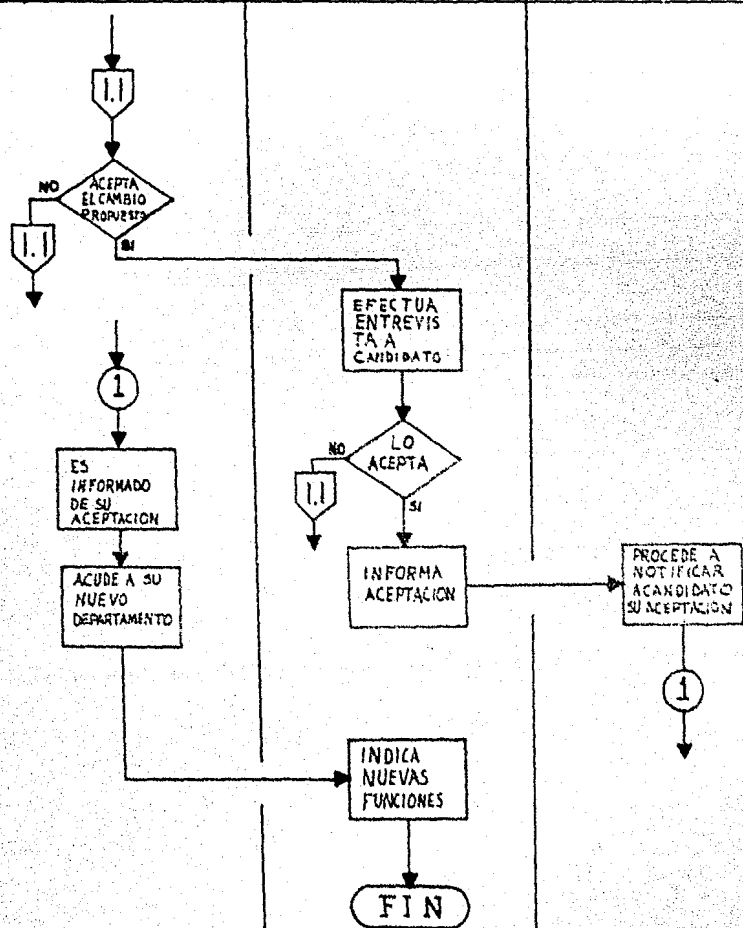 1.1
ACEPTA
EL CAMBIO
PROPUESTO
NO
SI
1.1
EFECTUA
ENTREVIS
TA A
CANDIDATO
1
LO
ACEPTA
NO
SI
1.1
ES
INFORMADO
DE SU
ACEPTACION
INFORMA
ACEPTACION
PROCEDE A
NOTIFICAR
A CANDIDATO
SU ACEPTACION
ACUDE A SU
NUEVO
DEPARTAMENTO
1
INDICA
NUEVAS
FUNCIONES
FIN